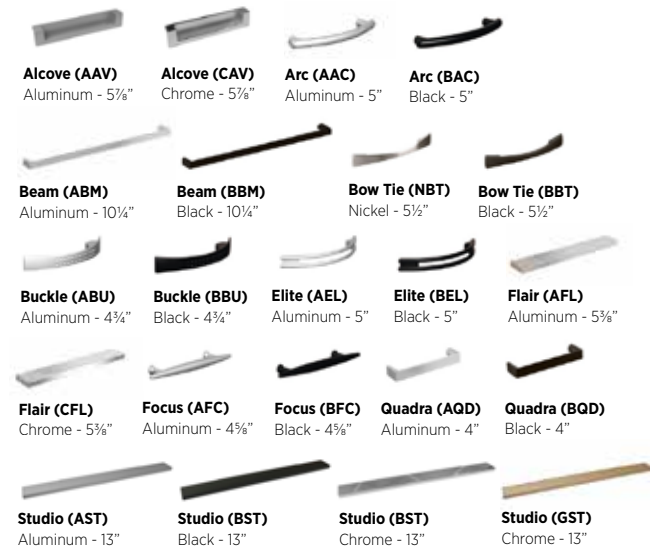 Alcove (AAV)
Aluminum - 5⅞”
Alcove (CAV)
Chrome - 5⅞”
Arc (AAC)
Aluminum - 5”
Arc (BAC)
Black - 5”
Beam (ABM)
Aluminum - 10¼”
Beam (BBM)
Black - 10¼”
Bow Tie (NBT)
Nickel - 5½”
Bow Tie (BBT)
Black - 5½”
Buckle (ABU)
Aluminum - 4¾”
Buckle (BBU)
Black - 4¾”
Elite (AEL)
Aluminum - 5”
Elite (BEL)
Black - 5”
Flair (AFL)
Aluminum - 5⅜”
Flair (CFL)
Chrome - 5⅜”
Focus (AFC)
Aluminum - 4⅝”
Focus (BFC)
Black - 4⅝”
Quadra (AQD)
Aluminum - 4”
Quadra (BQD)
Black - 4”
Studio (AST)
Aluminum - 13”
Studio (BST)
Black - 13”
Studio (BST)
Chrome - 13”
Studio (GST)
Chrome - 13”